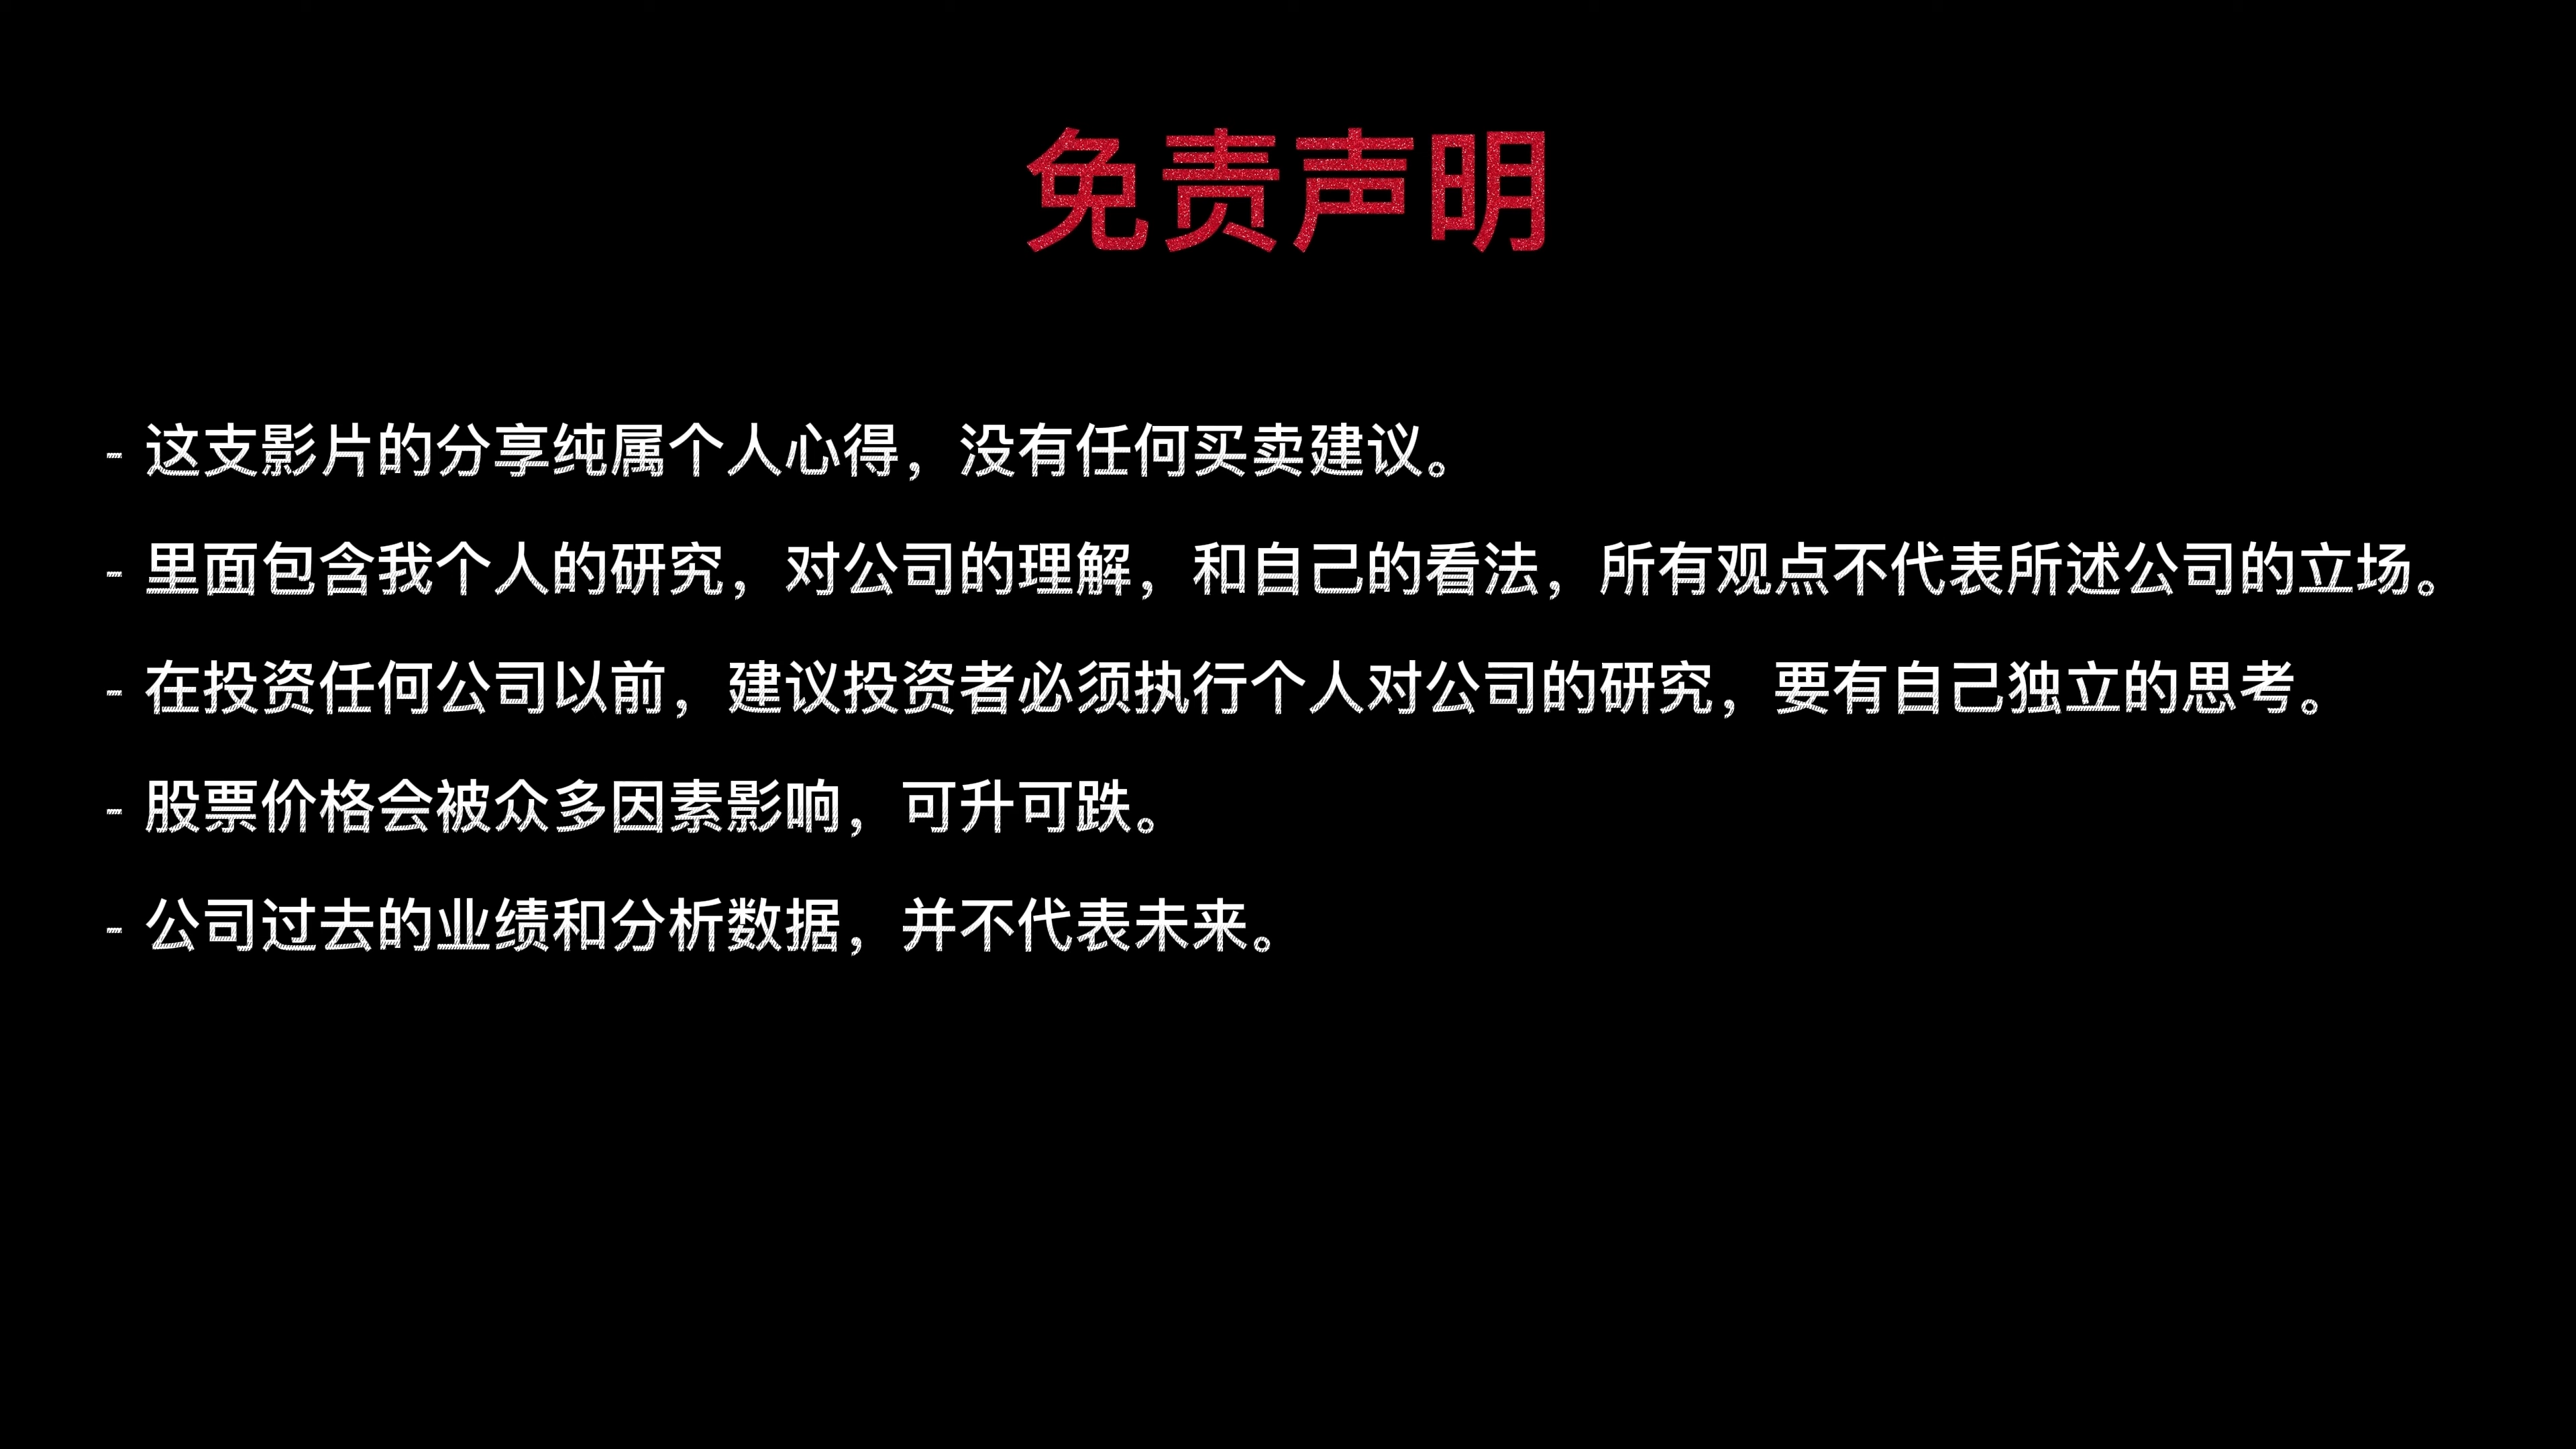 免责声明
- 这支影片的分享纯属个人心得，没有任何买卖建议。
- 里面包含我个人的研究，对公司的理解，和自己的看法，所有观点不代表所述公司的立场。
- 在投资任何公司以前，建议投资者必须执行个人对公司的研究，要有自己独立的思考。
- 股票价格会被众多因素影响，可升可跌。
- 公司过去的业绩和分析数据，并不代表未来。